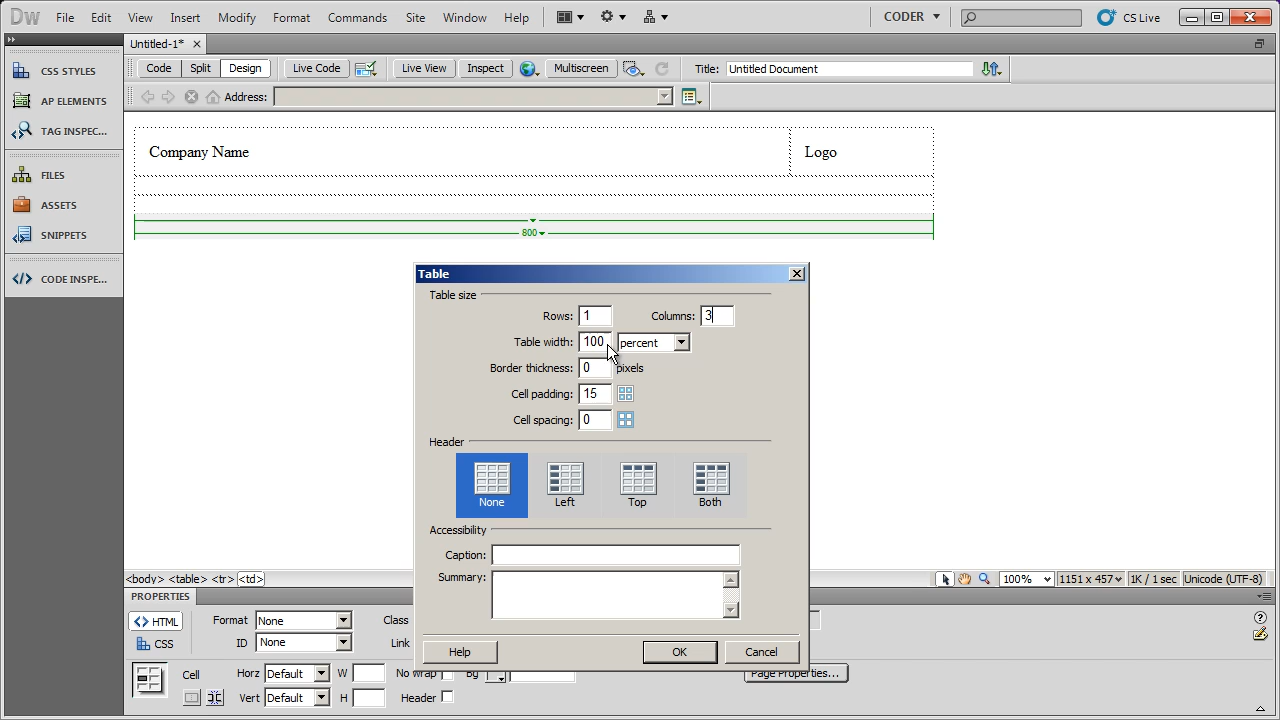 Dw File Edit View Insert Modify Format Commands Site Window Help CODER CS Live
Untitled-1*
Code Split Design Live Code Live View Inspect Multiscreen Title: Untitled Document
Address:
CSS STYLES
AP ELEMENTS
TAG INSPEC...
FILES
ASSETS
SNIPPETS
CODE INSPE...
Company Name Logo
800
Table
Table size
Rows: 1 Columns: 3
Table width: 100 percent
Border thickness: 0 pixels
Cell padding: 15
Cell spacing: 0
Header
None Left Top Both
Accessibility
Caption:
Summary:
Help OK Cancel
<body> <table> <tr> <td> 100% 1151 x 457 1K / 1 sec Unicode (UTF-8)
PROPERTIES
HTML Format None Class
CSS ID None Link
Cell Horz Default W No wrap Bg Page Properties...
Vert Default H Header